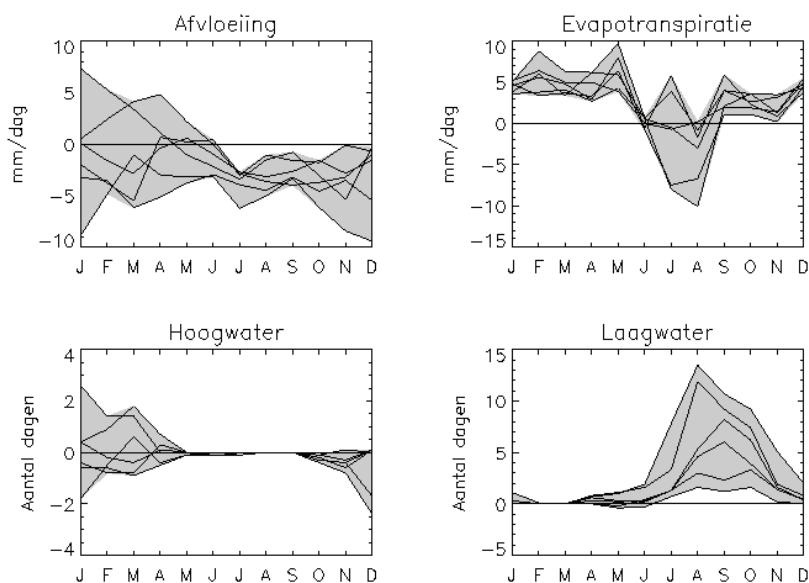 Afvloeiing
10
5
0
−5
−10
mm/dag
J F M A M J J A S O N D
Evapotranspiratie
10
5
0
−5
−10
−15
mm/dag
J F M A M J J A S O N D
Hoogwater
4
2
0
−2
−4
Aantal dagen
J F M A M J J A S O N D
Laagwater
15
10
5
0
−5
Aantal dagen
J F M A M J J A S O N D